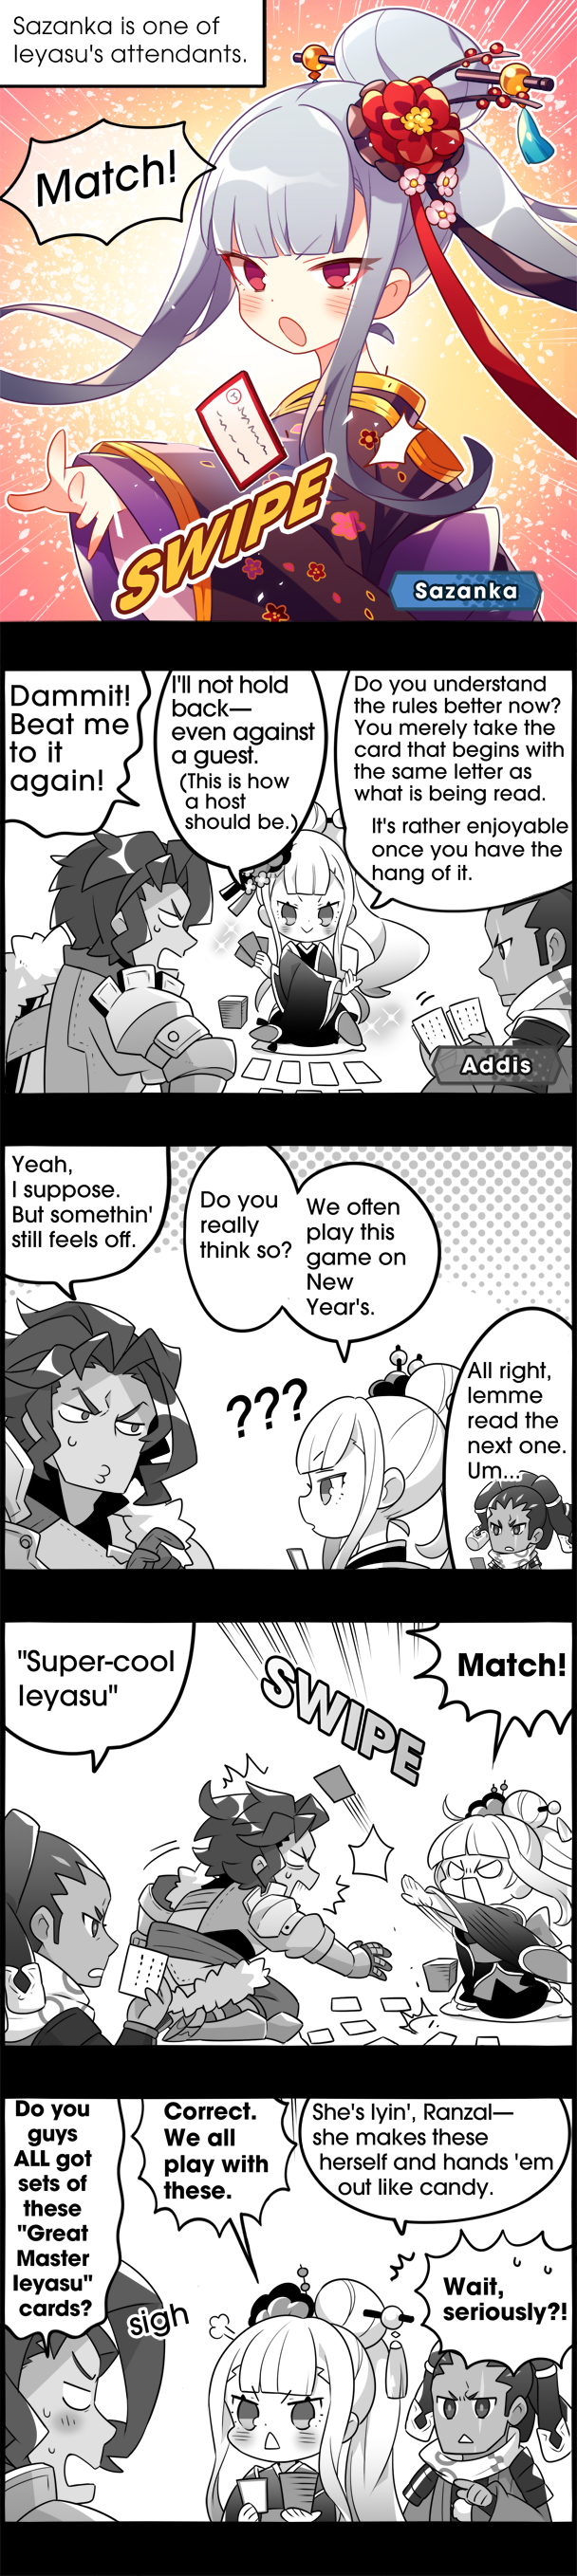 Sazanka is one of
Ieyasu's attendants.
Match!
SWIPE
Sazanka
Do you understand
the rules better now?
You merely take the
card that begins with
the same letter as
what is being read.
It's rather enjoyable
once you have the
hang of it.
I'll not hold
back—
even against
a guest.
(This is how
a host
should be.)
Dammit!
Beat me
to it
again!
Addis
Yeah,
I suppose.
But somethin'
still feels off.
Do you
really
think so?
We often
play this
game on
New
Year's.
???
All right,
lemme
read the
next one.
Um...
"Super-cool
Ieyasu"
SWIPE
Match!
Do you
guys
ALL got
sets of
these
"Great
Master
Ieyasu"
cards?
sigh
Correct.
We all
play with
these.
She's lyin', Ranzal—
she makes these
herself and hands 'em
out like candy.
Wait,
seriously?!